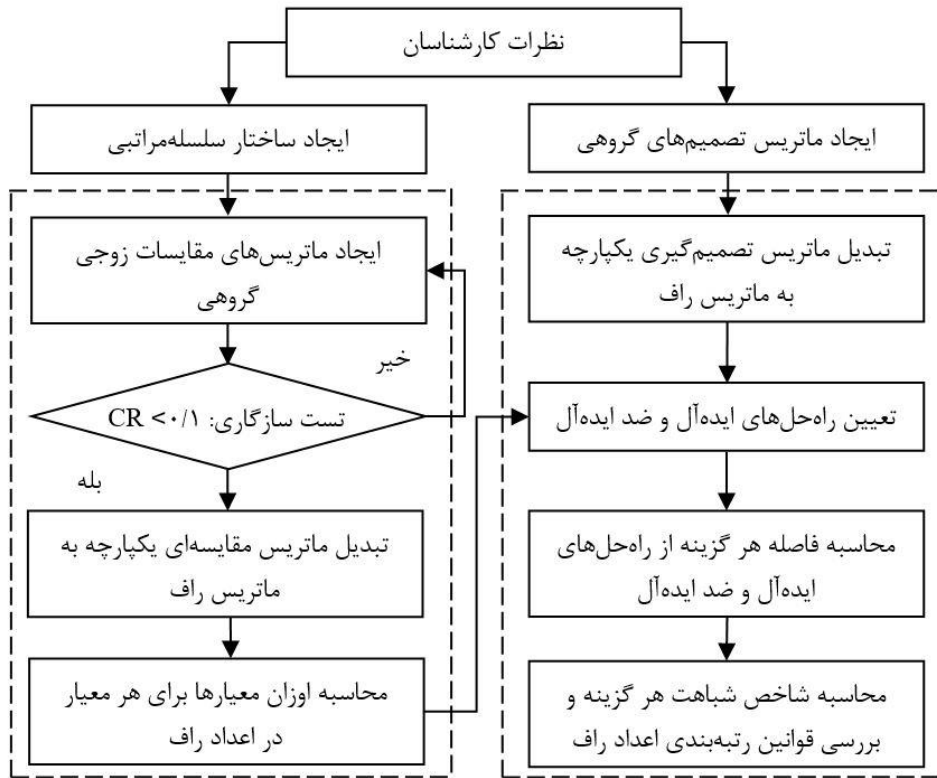 نظرات کارشناسان
ایجاد ماتریس تصمیم‌های گروهی
ایجاد ساختار سلسله‌مراتبی
تبدیل ماتریس تصمیم‌گیری یکپارچه
به ماتریس راف
ایجاد ماتریس‌های مقایسات زوجی
گروهی
خیر
تعیین راه‌حل‌های ایده‌آل و ضد ایده‌آل
تست سازگاری: CR <۰/۱
بله
محاسبه فاصله هر گزینه از راه‌حل‌های
ایده‌آل و ضد ایده‌آل
تبدیل ماتریس مقایسه‌ای یکپارچه به
ماتریس راف
محاسبه شاخص شباهت هر گزینه و
بررسی قوانین رتبه‌بندی اعداد راف
محاسبه اوزان معیارها برای هر معیار
در اعداد راف